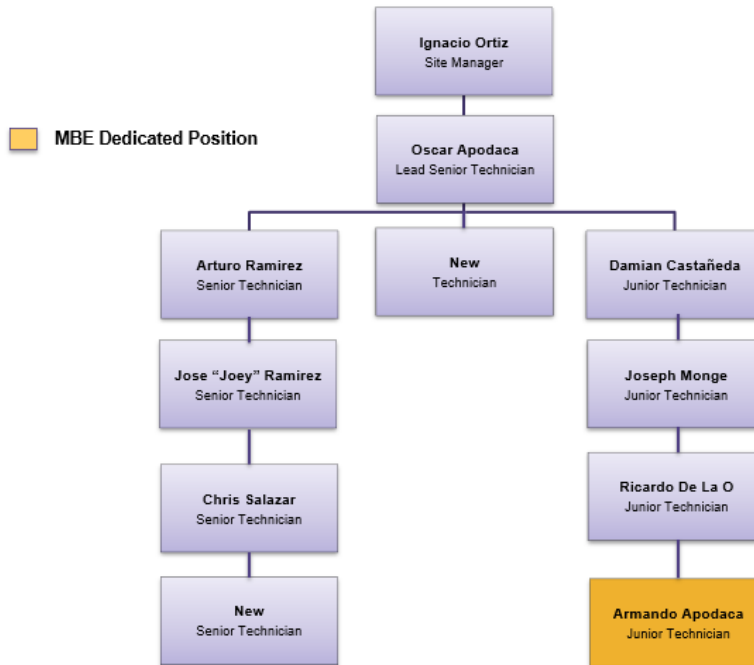 Ignacio Ortiz
Site Manager
MBE Dedicated Position
Oscar Apodaca
Lead Senior Technician
Arturo Ramirez
Senior Technician
New
Technician
Damian Castañeda
Junior Technician
Jose “Joey” Ramirez
Senior Technician
Joseph Monge
Junior Technician
Chris Salazar
Senior Technician
Ricardo De La O
Junior Technician
New
Senior Technician
Armando Apodaca
Junior Technician